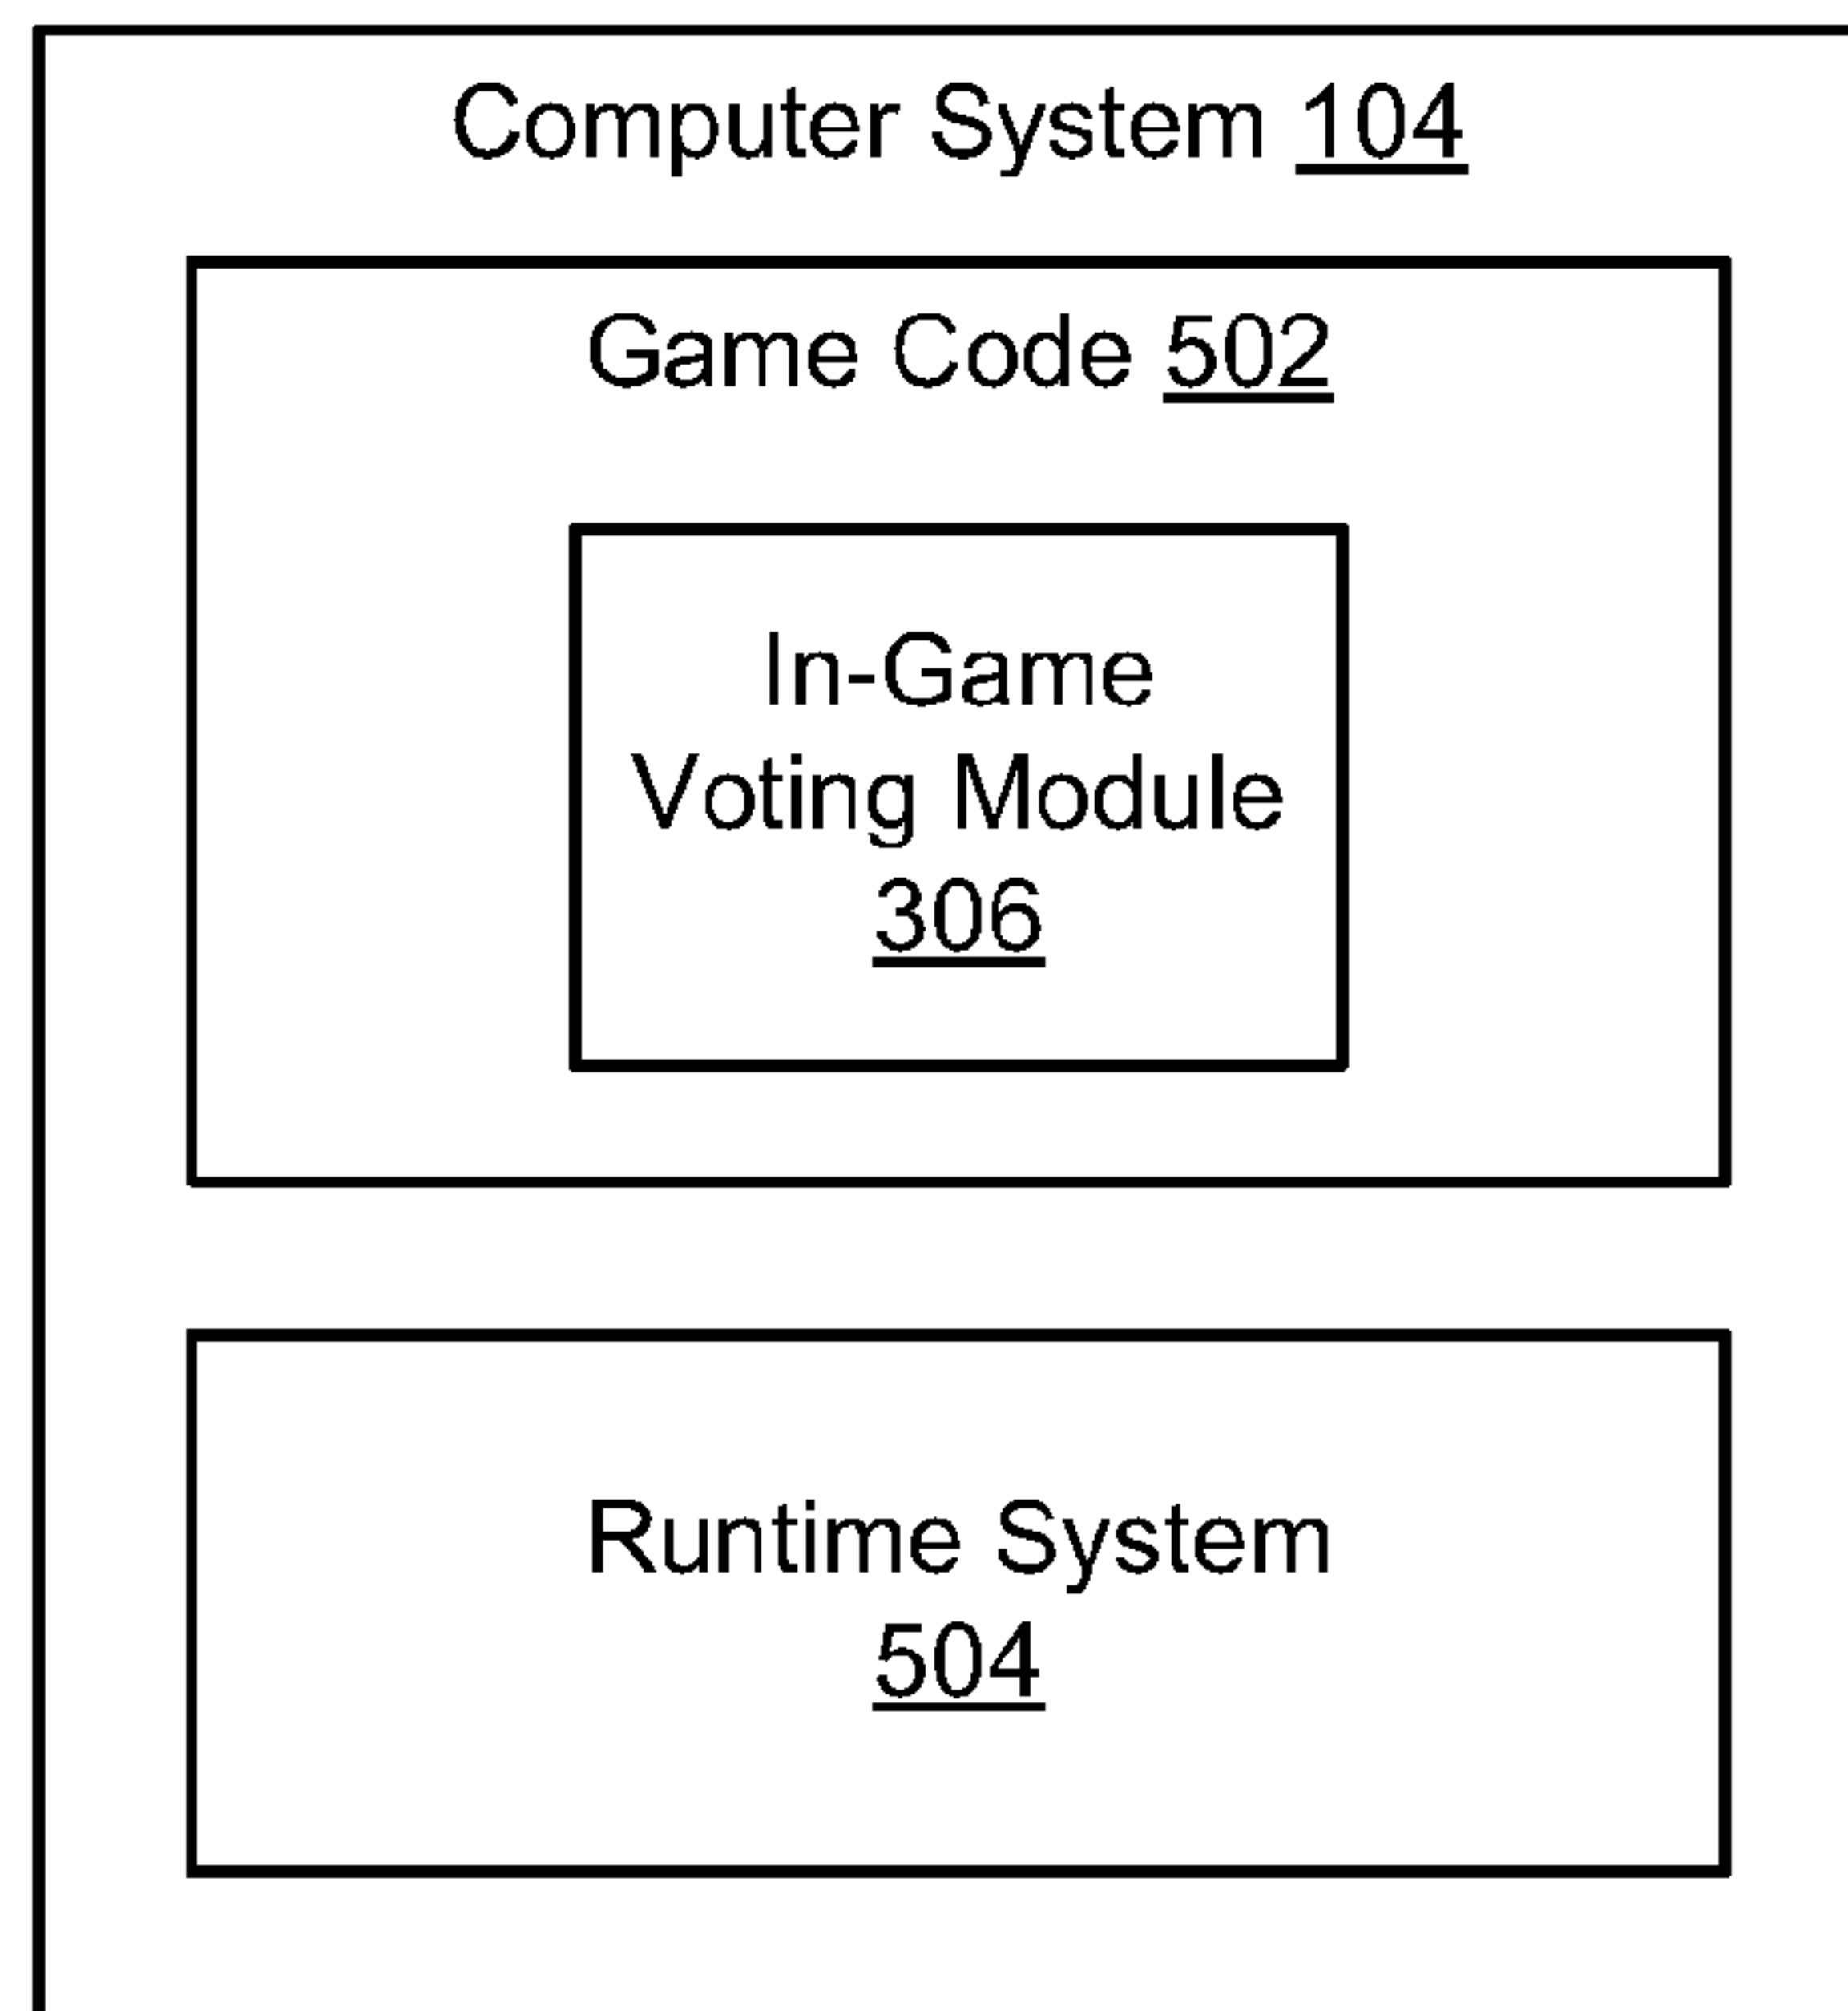 Computer System 104
Game Code 502
In-Game
Voting Module
306
Runtime System
504